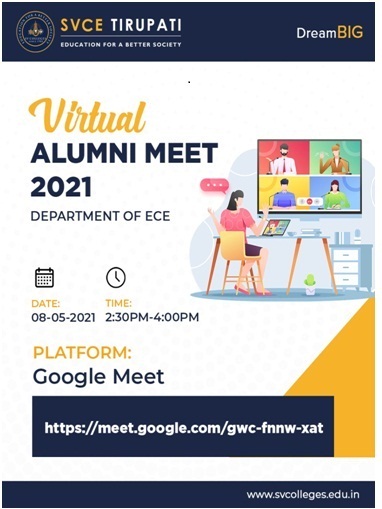 SVCE TIRUPATI
EDUCATION FOR A BETTER SOCIETY
DreamBIG
Virtual
ALUMNI MEET
2021
DEPARTMENT OF ECE
DATE:
08-05-2021
TIME:
2:30PM-4:00PM
PLATFORM:
Google Meet
https://meet.google.com/gwc-fnnw-xat
www.svcolleges.edu.in